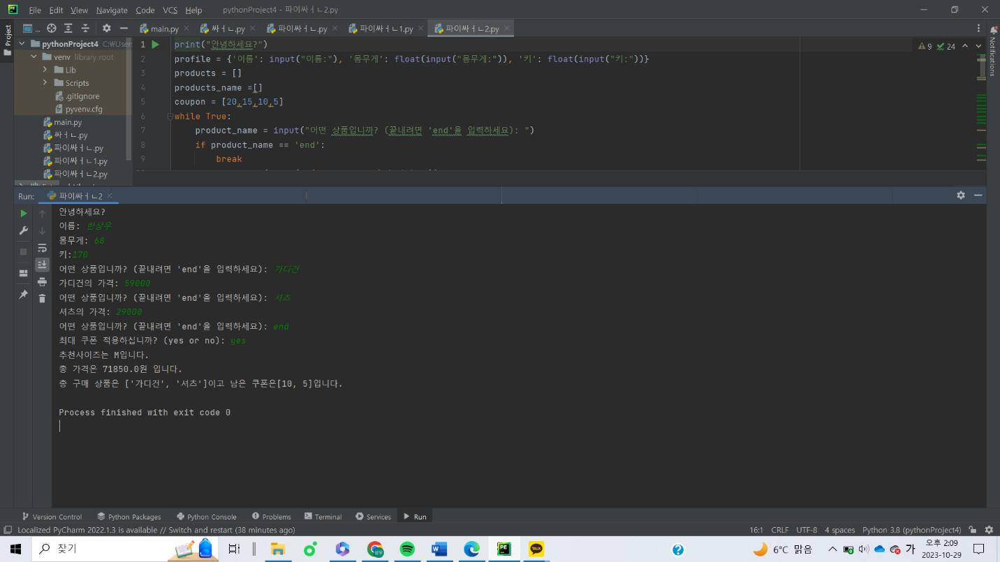 File Edit View Navigate Code VCS Help pythonProject4 - 파이싸ㅓㄴ2.py
Project
... main.py 싸ㅓㄴ.py 파이싸ㅓㄴ.py 파이싸ㅓㄴ1.py 파이싸ㅓㄴ2.py
pythonProject4 C:\Users
venv library root
Lib
Scripts
.gitignore
pyvenv.cfg
main.py
싸ㅓㄴ.py
파이싸ㅓㄴ.py
파이싸ㅓㄴ1.py
파이싸ㅓㄴ2.py
1 print("안녕하세요?")
2 profile = {'이름': input("이름:"), '몸무게': float(input("몸무게:")), '키': float(input("키:"))}
3 products = []
4 products_name =[]
5 coupon = [20,15,10,5]
6 while True:
7 product_name = input("어떤 상품입니까? (끝내려면 'end'을 입력하세요): ")
8 if product_name == 'end':
9 break
9 24
Notifications
Run: 파이싸ㅓㄴ2
안녕하세요?
이름: 한상우
몸무게: 68
키:170
어떤 상품입니까? (끝내려면 'end'을 입력하세요): 가디건
가디건의 가격: 59000
어떤 상품입니까? (끝내려면 'end'을 입력하세요): 셔츠
셔츠의 가격: 29000
어떤 상품입니까? (끝내려면 'end'을 입력하세요): end
최대 쿠폰 적용하십니까? (yes or no): yes
추천사이즈는 M입니다.
총 가격은 71850.0원 입니다.
총 구매 상품은 ['가디건', '셔츠']이고 남은 쿠폰은[10, 5]입니다.
Process finished with exit code 0
Version Control Python Packages Python Console Problems Terminal Services Run
Localized PyCharm 2022.1.3 is available // Switch and restart (38 minutes ago) 16:1 CRLF UTF-8 4 spaces Python 3.8 (pythonProject4)
찾기 6°C 맑음 가 오후 2:09
2023-10-29